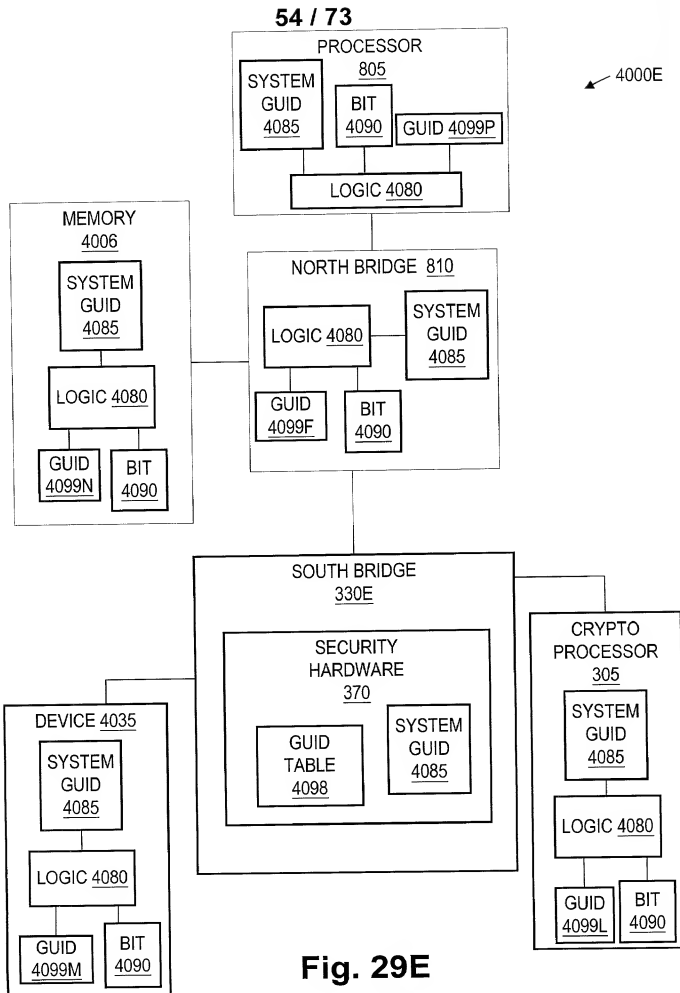 54 / 73
PROCESSOR
805
SYSTEM
GUID
4085
BIT
4090
GUID 4099P
LOGIC 4080
4000E
MEMORY
4006
SYSTEM
GUID
4085
LOGIC 4080
GUID
4099N
BIT
4090
NORTH BRIDGE 810
LOGIC 4080
SYSTEM
GUID
4085
GUID
4099F
BIT
4090
SOUTH BRIDGE
330E
SECURITY
HARDWARE
370
GUID
TABLE
4098
SYSTEM
GUID
4085
DEVICE 4035
SYSTEM
GUID
4085
LOGIC 4080
GUID
4099M
BIT
4090
CRYPTO
PROCESSOR
305
SYSTEM
GUID
4085
LOGIC 4080
GUID
4099L
BIT
4090
Fig. 29E